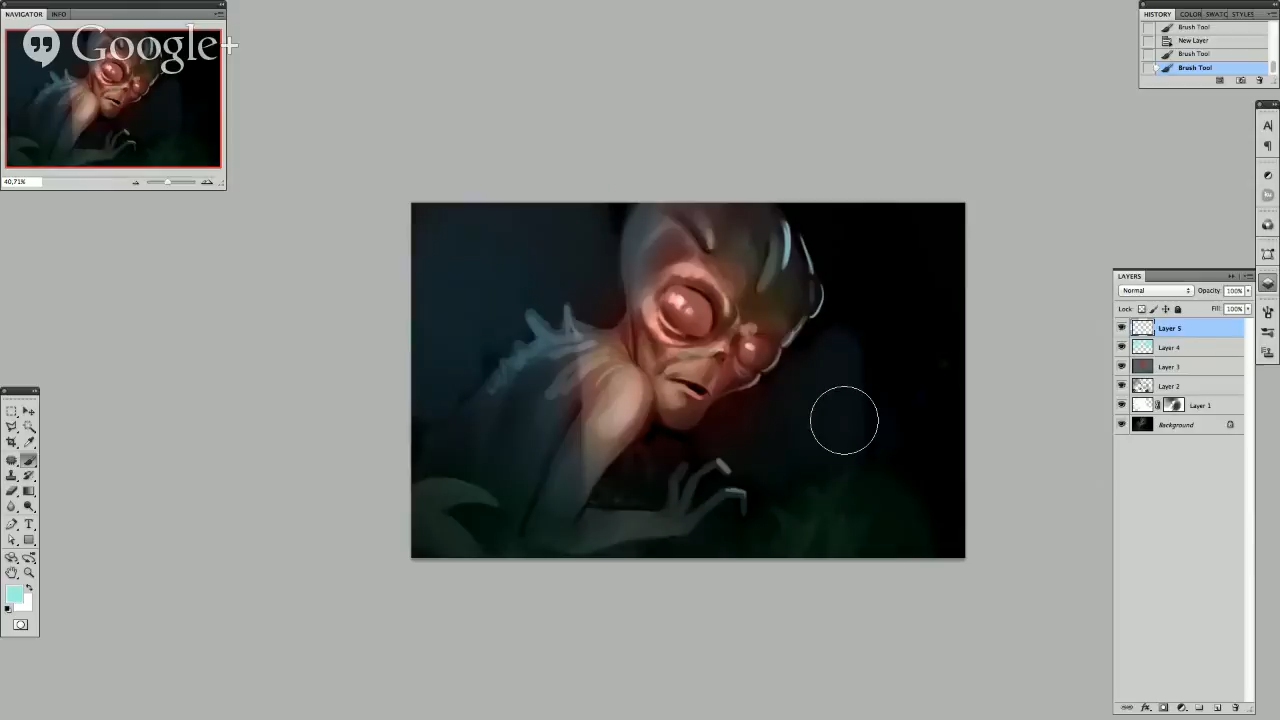 NAVIGATOR INFO
Google+
40,71%
HISTORY COLOR SWATC STYLES
Brush Tool
New Layer
Brush Tool
Brush Tool
A
LAYERS
Normal Opacity: 100%
Lock: Fill: 100%
Layer 5
Layer 4
Layer 3
Layer 2
Layer 1
Background
T
fx